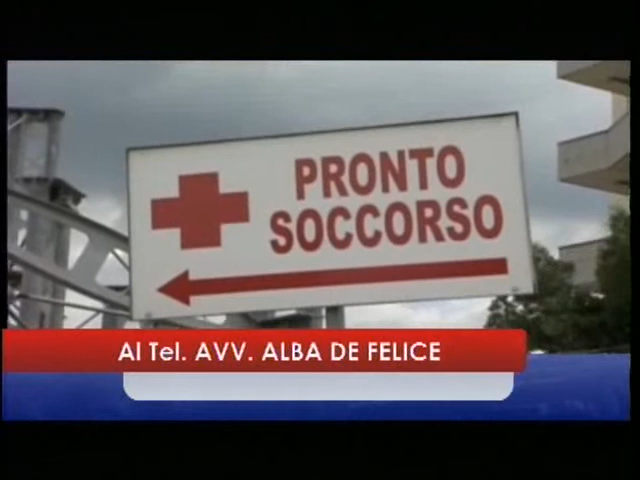 PRONTO
SOCCORSO
Al Tel. AVV. ALBA DE FELICE